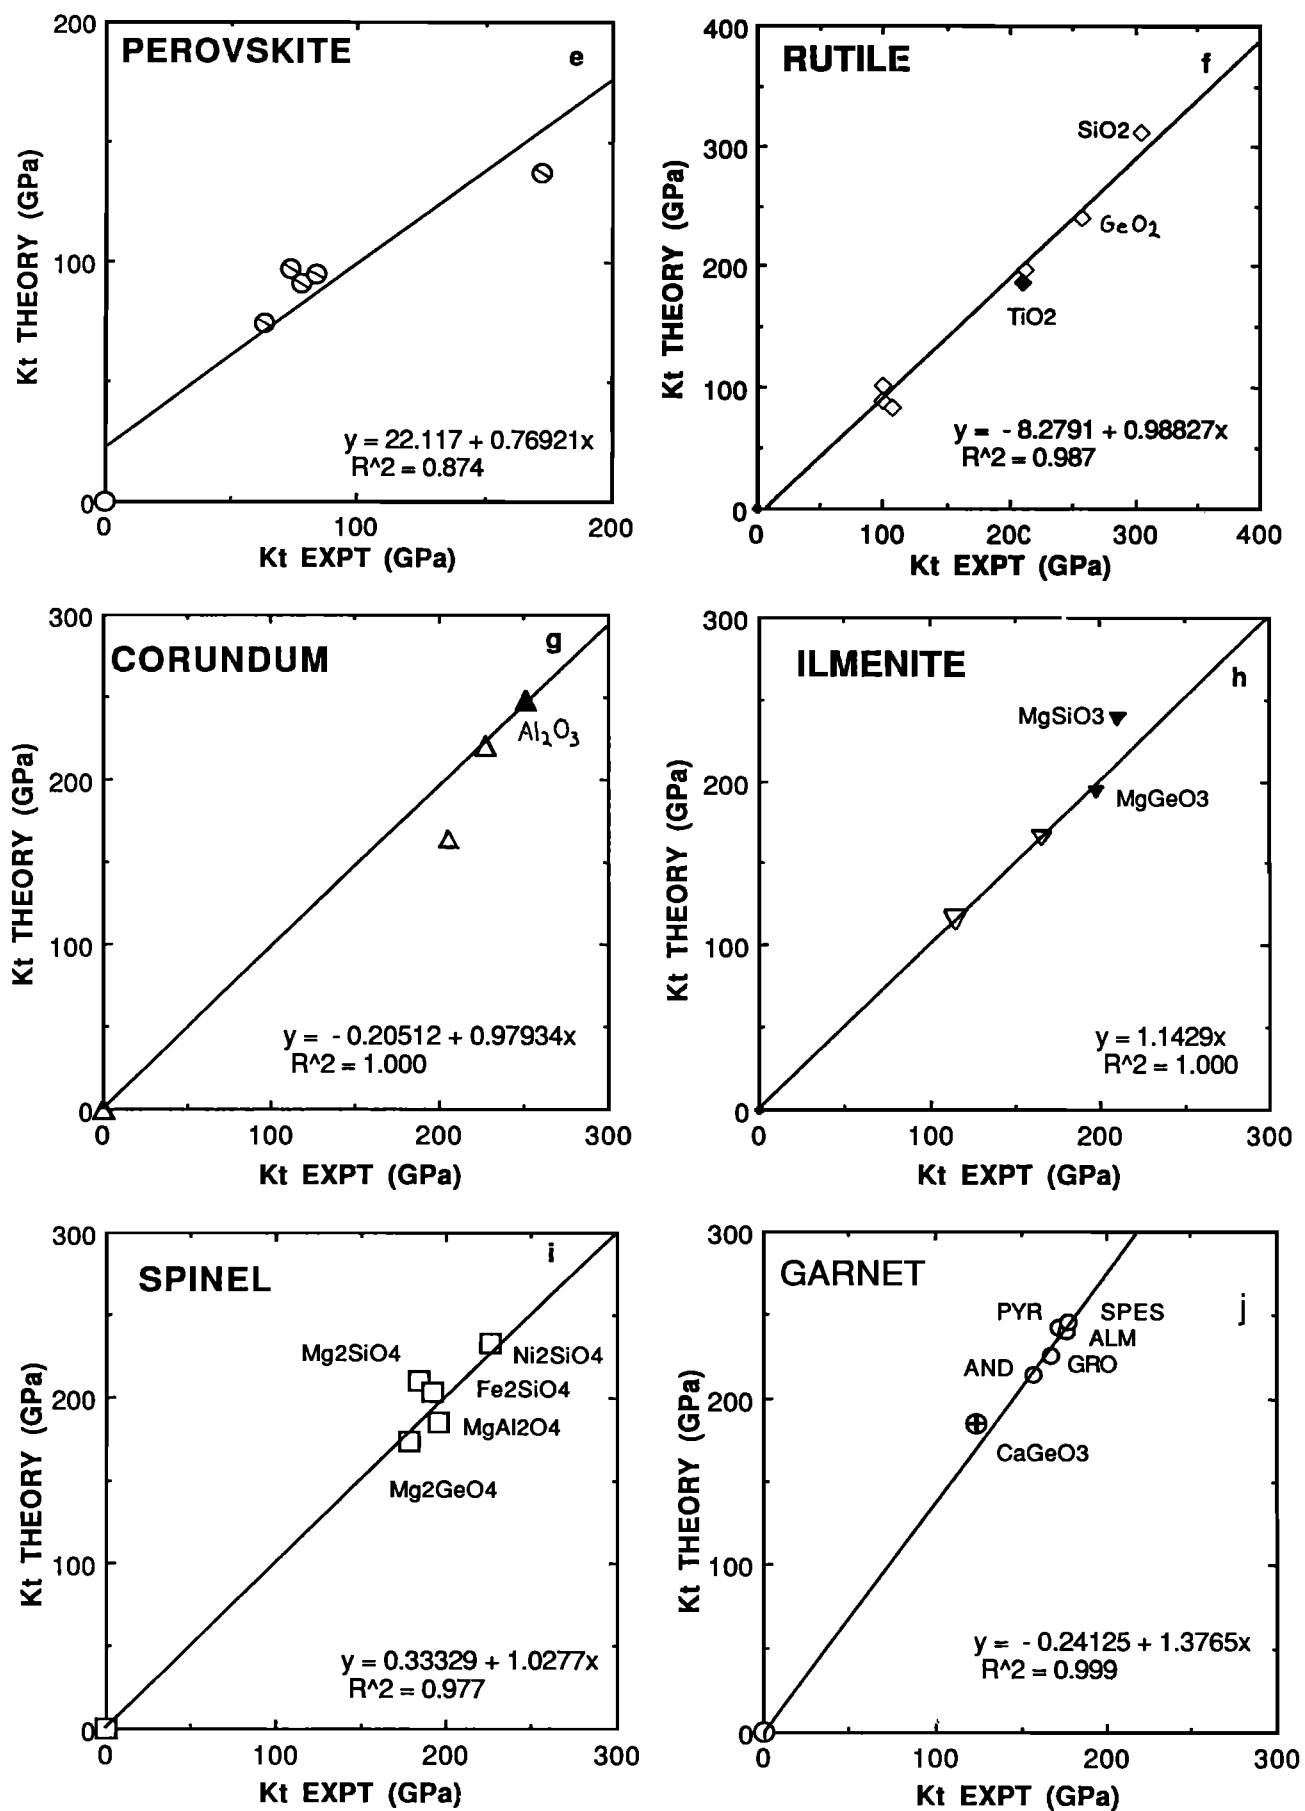 PEROVSKITE
e
200
100
0
Kt THEORY (GPa)
y = 22.117 + 0.76921x
R^2 = 0.874
0 100 200
Kt EXPT (GPa)
RUTILE
f
400
300
200
100
0
Kt THEORY (GPa)
SiO2
GeO2
TiO2
y = - 8.2791 + 0.98827x
R^2 = 0.987
0 100 200 300 400
Kt EXPT (GPa)
CORUNDUM
g
300
200
100
0
Kt THEORY (GPa)
Al2O3
y = - 0.20512 + 0.97934x
R^2 = 1.000
0 100 200 300
Kt EXPT (GPa)
ILMENITE
h
300
200
100
0
Kt THEORY (GPa)
MgSiO3
MgGeO3
y = 1.1429x
R^2 = 1.000
0 100 200 300
Kt EXPT (GPa)
SPINEL
i
300
200
100
0
Kt THEORY (GPa)
Mg2SiO4
Ni2SiO4
Fe2SiO4
MgAl2O4
Mg2GeO4
y = 0.33329 + 1.0277x
R^2 = 0.977
0 100 200 300
Kt EXPT (GPa)
GARNET
j
300
200
100
0
Kt THEORY (GPa)
PYR SPES
ALM
AND GRO
CaGeO3
y = - 0.24125 + 1.3765x
R^2 = 0.999
0 100 200 300
Kt EXPT (GPa)